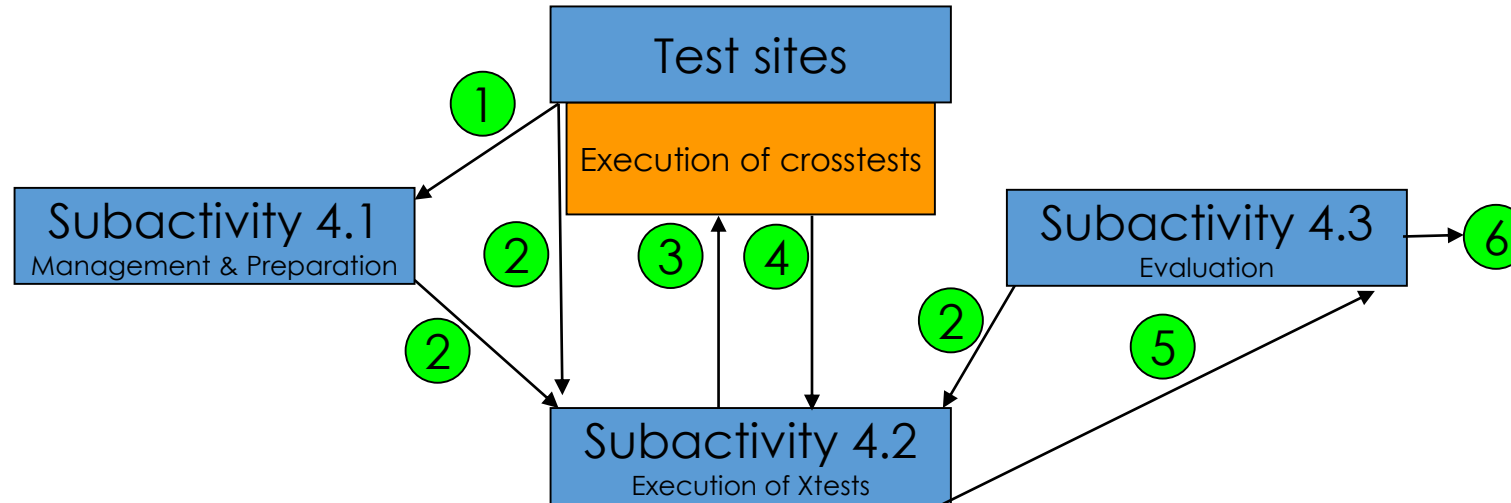 Test sites
1
Execution of crosstests
Subactivity 4.1
Management & Preparation
2
3
4
Subactivity 4.3
Evaluation
6
2
2
5
Subactivity 4.2
Execution of Xtests